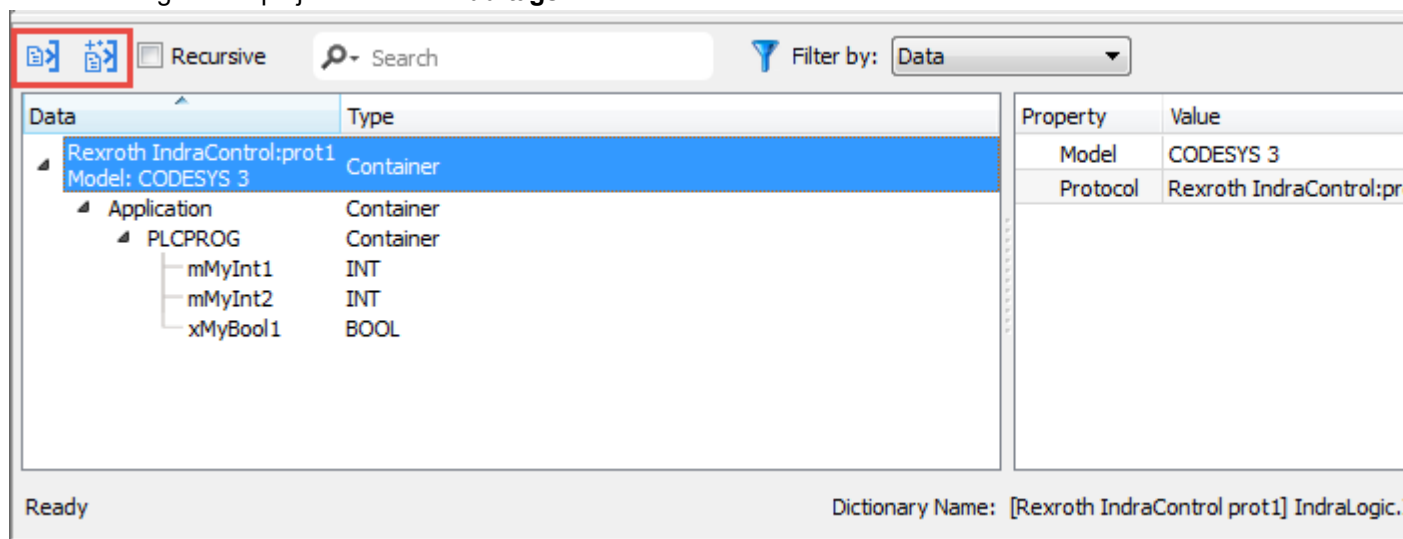 Recursive Search Filter by: Data
Data Type Property Value
Rexroth IndraControl:prot1
Model: CODESYS 3 Container
Model CODESYS 3
Protocol Rexroth IndraControl:pr
Application Container
PLCPROG Container
mMyInt1 INT
mMyInt2 INT
xMyBool1 BOOL
Ready Dictionary Name: [Rexroth IndraControl prot1] IndraLogic.